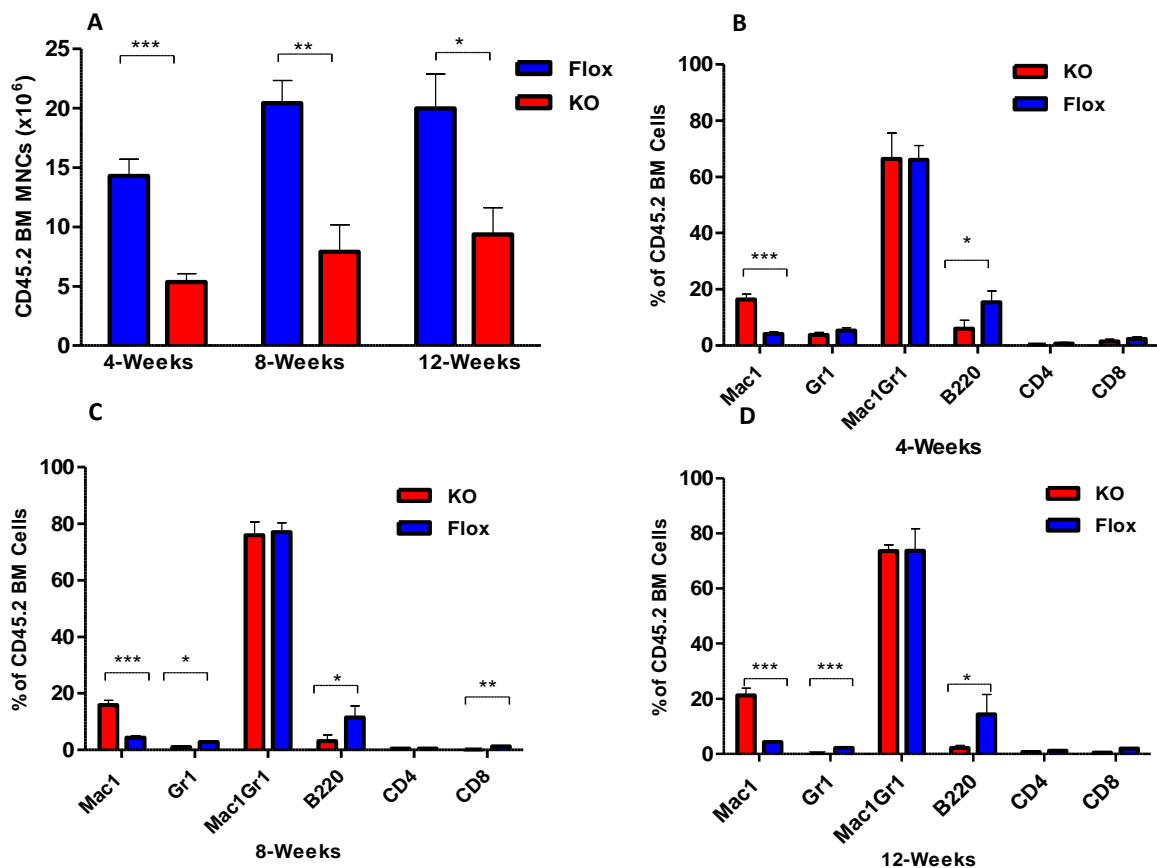 A
CD45.2 BM MNCs (x10⁶)
25
20
15
10
5
0
***
**
*
Flox
KO
4-Weeks
8-Weeks
12-Weeks
B
% of CD45.2 BM Cells
100
80
60
40
20
0
***
*
KO
Flox
Mac1
Gr1
Mac1Gr1
B220
CD4
CD8
4-Weeks
C
% of CD45.2 BM Cells
100
80
60
40
20
0
***
*
*
**
KO
Flox
Mac1
Gr1
Mac1Gr1
B220
CD4
CD8
8-Weeks
D
% of CD45.2 BM Cells
100
80
60
40
20
0
***
***
*
KO
Flox
Mac1
Gr1
Mac1Gr1
B220
CD4
CD8
12-Weeks